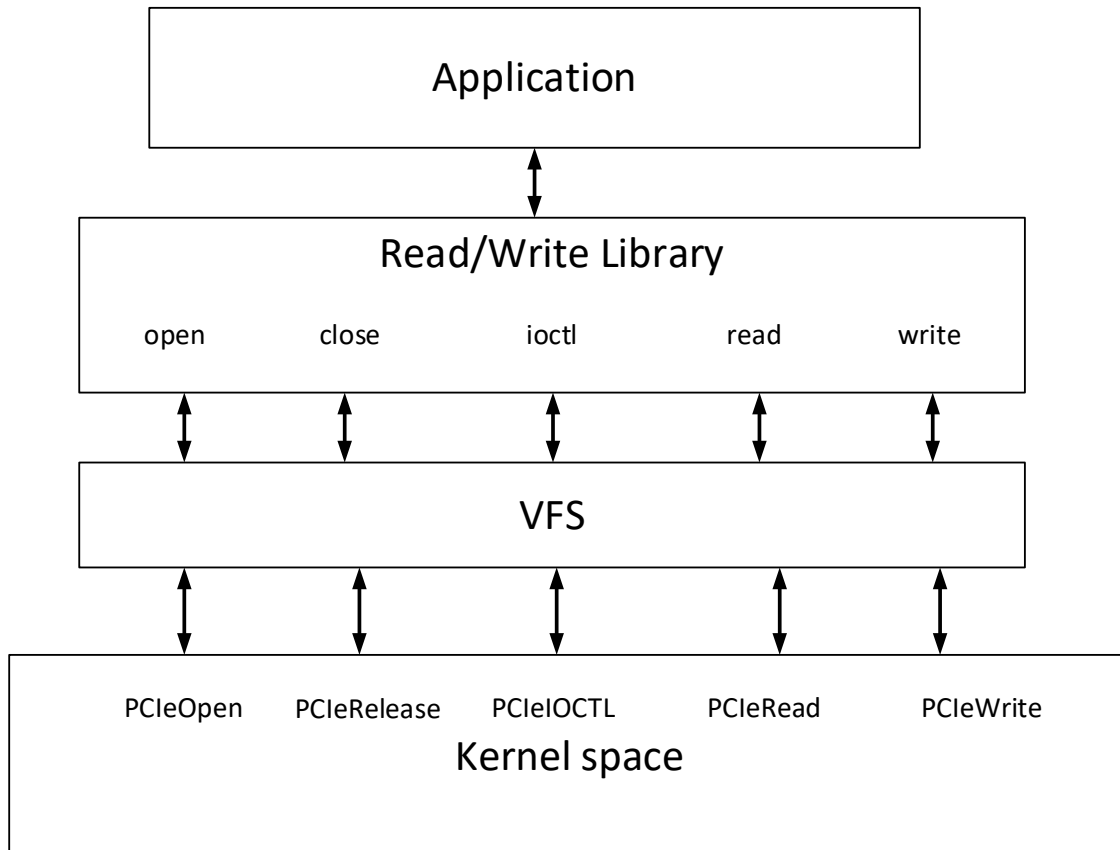 Application
Read/Write Library
open close ioctl read write
VFS
PCIeOpen PCIeRelease PCIeIOCTL PCIeRead PCIeWrite
Kernel space